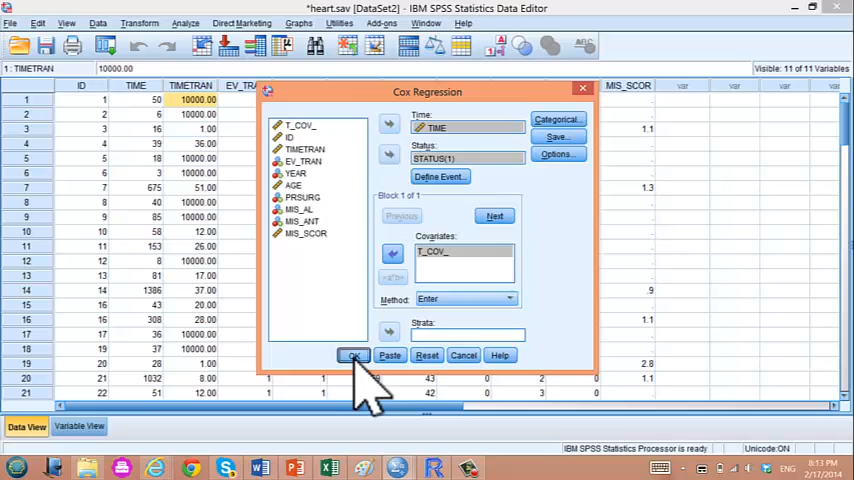 *heart.sav [DataSet2] - IBM SPSS Statistics Data Editor
File Edit View Data Transform Analyze Direct Marketing Graphs Utilities Add-ons Window Help
1 : TIMETRAN 10000.00 Visible: 11 of 11 Variables
ID TIME TIMETRAN EV_TRA MIS_SCOR var var var
1 1 50 10000.00 .
2 2 6 10000.00 .
3 3 16 1.00 1.1
4 4 39 36.00 .
5 5 18 10000.00 .
6 6 3 10000.00 .
7 7 675 51.00 1.3
8 8 40 10000.00 .
9 9 85 10000.00 .
10 10 58 12.00 .
11 11 153 26.00 .
12 12 8 10000.00 .
13 13 81 17.00 .
14 14 1386 37.00 .9
15 16 43 20.00 .
16 16 308 28.00 1.1
17 17 36 10000.00 .
18 19 37 10000.00 .
19 20 28 1.00 2.8
20 21 1032 8.00 1 1 43 0 2 0 1.1
21 22 51 12.00 1 1 42 0 3 0 .
Cox Regression
T_COV_
ID
TIMETRAN
EV_TRAN
YEAR
AGE
PRSURG
MIS_AL
MIS_ANT
MIS_SCOR
Time:
TIME
Status:
STATUS(1)
Define Event...
Block 1 of 1
Previous Next
Covariates:
T_COV_
>a*b>
Method: Enter
Strata:
Categorical...
Save...
Options...
OK Paste Reset Cancel Help
Data View Variable View
IBM SPSS Statistics Processor is ready Unicode:ON
ENG 8:13 PM
2/17/2014